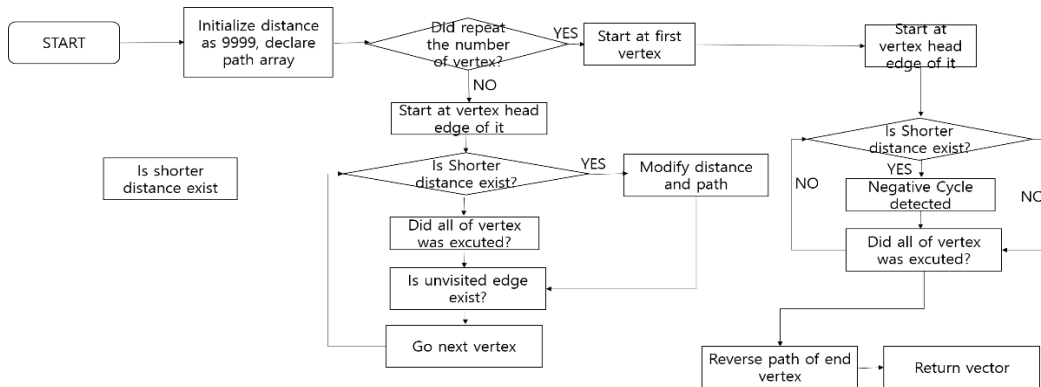 START
Initialize distance
as 9999, declare
path array
Did repeat
the number
of vertex?
YES
Start at first
vertex
Start at
vertex head
edge of it
NO
Start at vertex head
edge of it
Is Shorter
distance exist?
YES
Modify distance
and path
Is shorter
distance exist
Did all of vertex
was excuted?
Is unvisited edge
exist?
Go next vertex
Is Shorter
distance exist?
YES
NO
NO
Negative Cycle
detected
Did all of vertex
was excuted?
Reverse path of end
vertex
Return vector